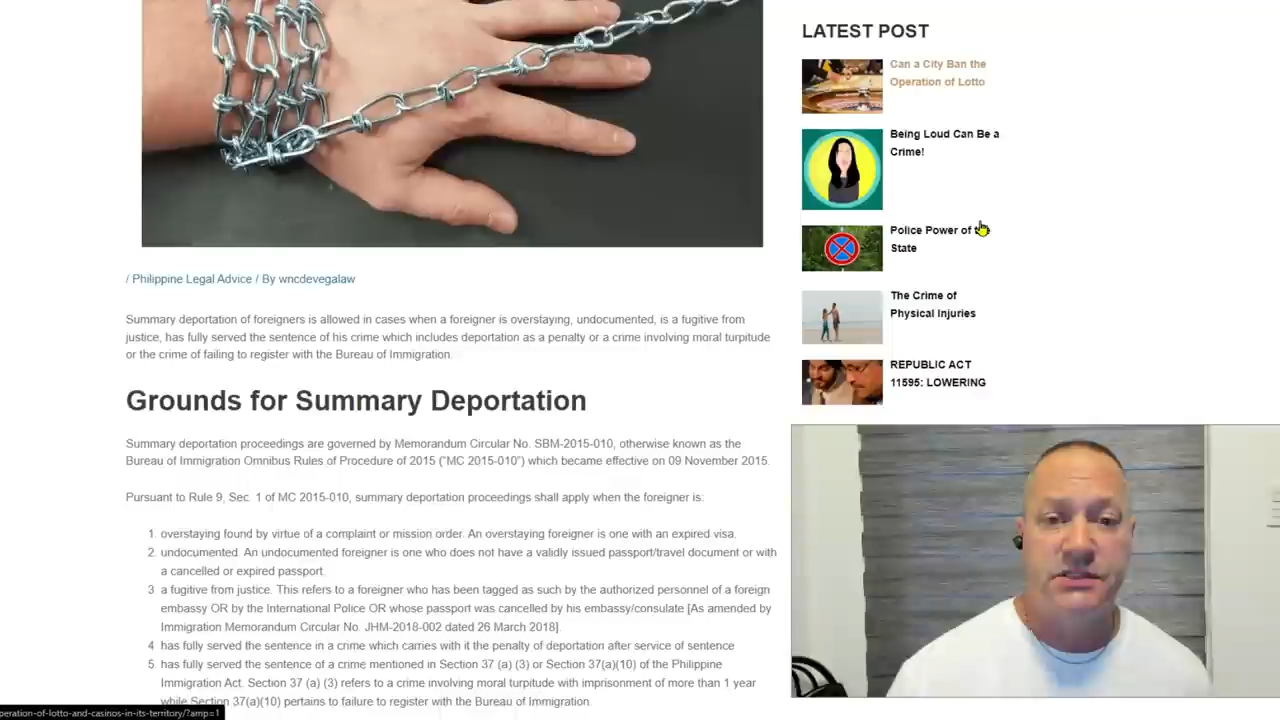 / Philippine Legal Advice / By wncdevegalaw
Summary deportation of foreigners is allowed in cases when a foreigner is overstaying, undocumented, is a fugitive from
justice, has fully served the sentence of his crime which includes deportation as a penalty or a crime involving moral turpitude
or the crime of failing to register with the Bureau of Immigration.
Grounds for Summary Deportation
Summary deportation proceedings are governed by Memorandum Circular No. SBM-2015-010, otherwise known as the
Bureau of Immigration Omnibus Rules of Procedure of 2015 (“MC 2015-010”) which became effective on 09 November 2015.
Pursuant to Rule 9, Sec. 1 of MC 2015-010, summary deportation proceedings shall apply when the foreigner is:
1. overstaying found by virtue of a complaint or mission order. An overstaying foreigner is one with an expired visa.
2. undocumented. An undocumented foreigner is one who does not have a validly issued passport/travel document or with
a cancelled or expired passport.
3. a fugitive from justice. This refers to a foreigner who has been tagged as such by the authorized personnel of a foreign
embassy OR by the International Police OR whose passport was cancelled by his embassy/consulate [As amended by
Immigration Memorandum Circular No. JHM-2018-002 dated 26 March 2018].
4. has fully served the sentence in a crime which carries with it the penalty of deportation after service of sentence
5. has fully served the sentence of a crime mentioned in Section 37 (a) (3) or Section 37(a)(10) of the Philippine
Immigration Act. Section 37 (a) (3) refers to a crime involving moral turpitude with imprisonment of more than 1 year
while Section 37(a)(10) pertains to failure to register with the Bureau of Immigration.
peration-of-lotto-and-casinos-in-its-territory/?amp=1
LATEST POST
Can a City Ban the
Operation of Lotto
Being Loud Can Be a
Crime!
Police Power of the
State
The Crime of
Physical Injuries
REPUBLIC ACT
11595: LOWERING